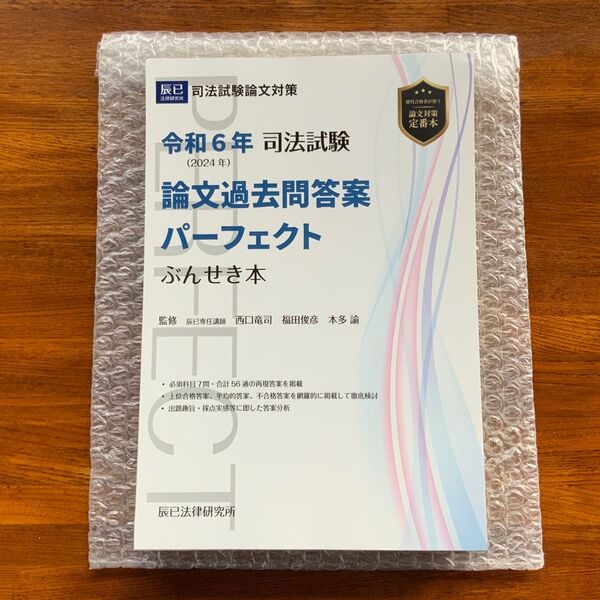 辰已
法律研究所
司法試験論文対策
歴代合格者が使う
論文対策
定番本
令和6年 司法試験
(2024年)
論文過去問答案
パーフェクト
ぶんせき本
監修 辰已専任講師 西口竜司 福田俊彦 本多 諭
・必須科目7問・合計56通の再現答案を掲載
・上位合格答案、平均的答案、不合格答案を網羅的に掲載して徹底検討
・出題趣旨・採点実感等に即した答案分析
辰已法律研究所
PERFECT